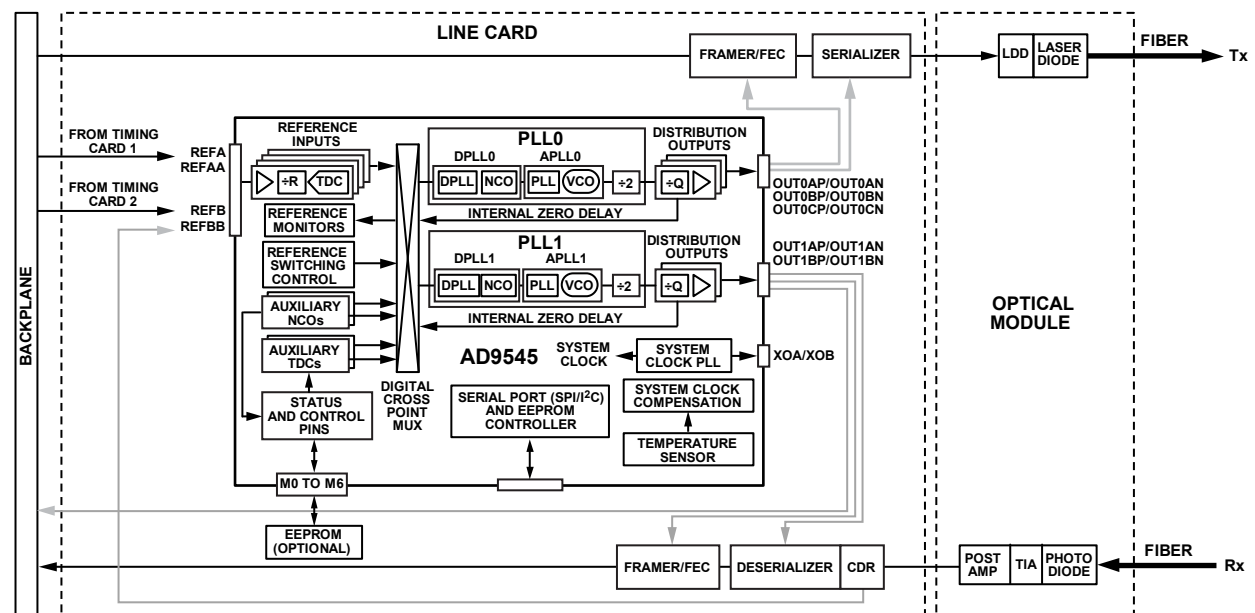 LINE CARD
FRAMER/FEC
SERIALIZER
LDD
LASER
DIODE
FIBER
Tx
BACKPLANE
FROM TIMING
CARD 1
REFA
REFAA
FROM TIMING
CARD 2
REFB
REFBB
REFERENCE
INPUTS
÷R
TDC
REFERENCE
MONITORS
REFERENCE
SWITCHING
CONTROL
AUXILIARY
NCOs
AUXILIARY
TDCs
STATUS
AND CONTROL
PINS
M0 TO M6
EEPROM
(OPTIONAL)
DIGITAL
CROSS
POINT
MUX
PLL0
DPLL0
APLL0
DPLL
NCO
PLL
VCO
÷2
DISTRIBUTION
OUTPUTS
÷Q
INTERNAL ZERO DELAY
OUT0AP/OUT0AN
OUT0BP/OUT0BN
OUT0CP/OUT0CN
PLL1
DPLL1
APLL1
DPLL
NCO
PLL
VCO
÷2
DISTRIBUTION
OUTPUTS
÷Q
INTERNAL ZERO DELAY
OUT1AP/OUT1AN
OUT1BP/OUT1BN
AD9545
SYSTEM
CLOCK
SYSTEM
CLOCK PLL
XOA/XOB
SERIAL PORT (SPI/I²C)
AND EEPROM
CONTROLLER
SYSTEM CLOCK
COMPENSATION
TEMPERATURE
SENSOR
OPTICAL
MODULE
FRAMER/FEC
DESERIALIZER
CDR
POST
AMP
TIA
PHOTO
DIODE
FIBER
Rx